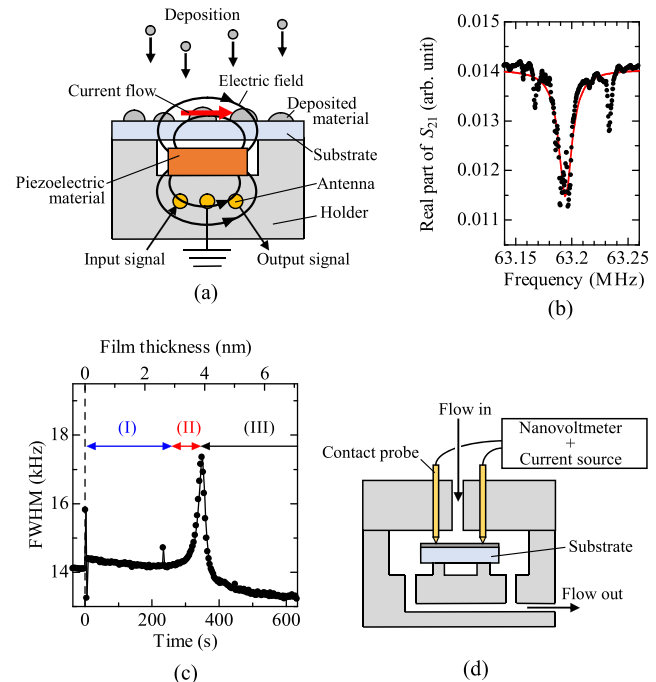 Deposition
Current flow
Electric field
Deposited
material
Substrate
Piezoelectric
material
Antenna
Holder
Input signal
Output signal
(a)
Real part of S21 (arb. unit)
0.015
0.014
0.013
0.012
0.011
63.15
63.2
63.25
Frequency (MHz)
(b)
Film thickness (nm)
0
2
4
6
(I)
(II)
(III)
FWHM (kHz)
18
16
14
12
0
200
400
600
Time (s)
(c)
Flow in
Nanovoltmeter
+
Current source
Contact probe
Substrate
Flow out
(d)